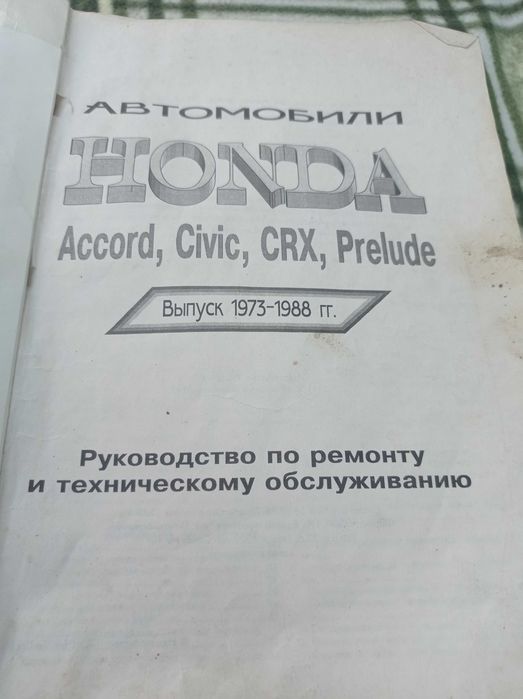 АВТОМОБИЛИ
HONDA
Accord, Civic, CRX, Prelude
Выпуск 1973-1988 гг.
Руководство по ремонту
и техническому обслуживанию